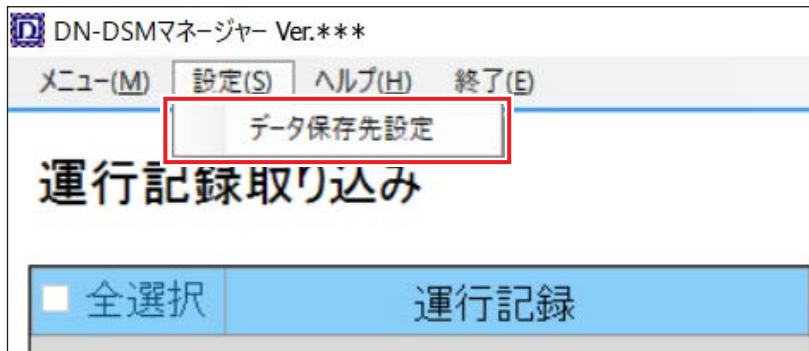 DN-DSMマネージャー Ver.***
メニュー(M) 設定(S) ヘルプ(H) 終了(E)
データ保存先設定
運行記録取り込み
全選択 運行記録